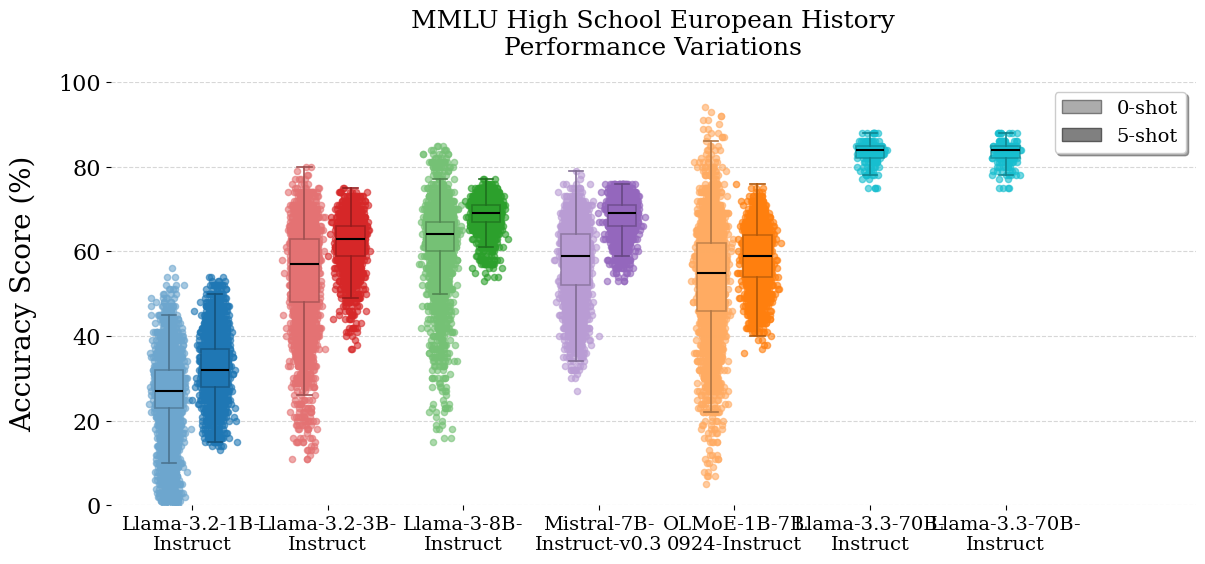 MMLU High School European History
Performance Variations
Accuracy Score (%)
100
80
60
40
20
0
0-shot
5-shot
Llama-3.2-1B-
Instruct
Llama-3.2-3B-
Instruct
Llama-3-8B-
Instruct
Mistral-7B-
Instruct-v0.3
OLMoE-1B-7B-
0924-Instruct
Llama-3.3-70B-
Instruct
Llama-3.3-70B-
Instruct